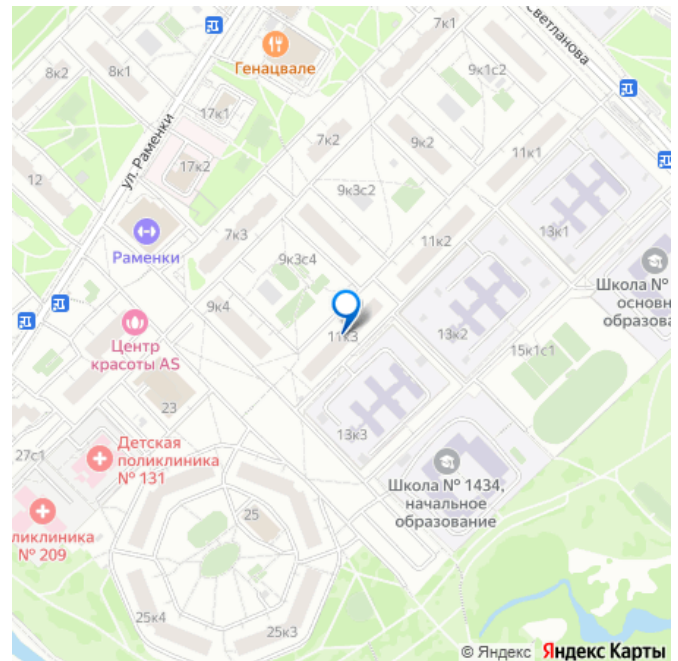 7к1
Светланова
8к2
8к1
Генацвале
9к1с2
17к1
ул. Раменки
7к2
9к2
11к1
17к2
12
9к3с2
Раменки
7к3
11к2
13к1
9к3с4
Школа №
основн
образова
9к4
11к3
13к2
15к1с1
Центр
красоты AS
23
13к3
27с1
Детская
поликлиника
№ 131
Школа № 1434,
начальное
образование
25
ликлиника
№ 209
25к4
25к3
© Яндекс Яндекс Карты